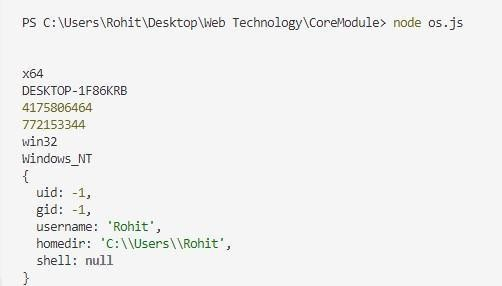 PS C:\Users\Rohit\Desktop\Web Technology\CoreModule> node os.js
x64
DESKTOP-1F86KRB
4175806464
772153344
win32
Windows_NT
{
  uid: -1,
  gid: -1,
  username: 'Rohit',
  homedir: 'C:\\Users\\Rohit',
  shell: null
}